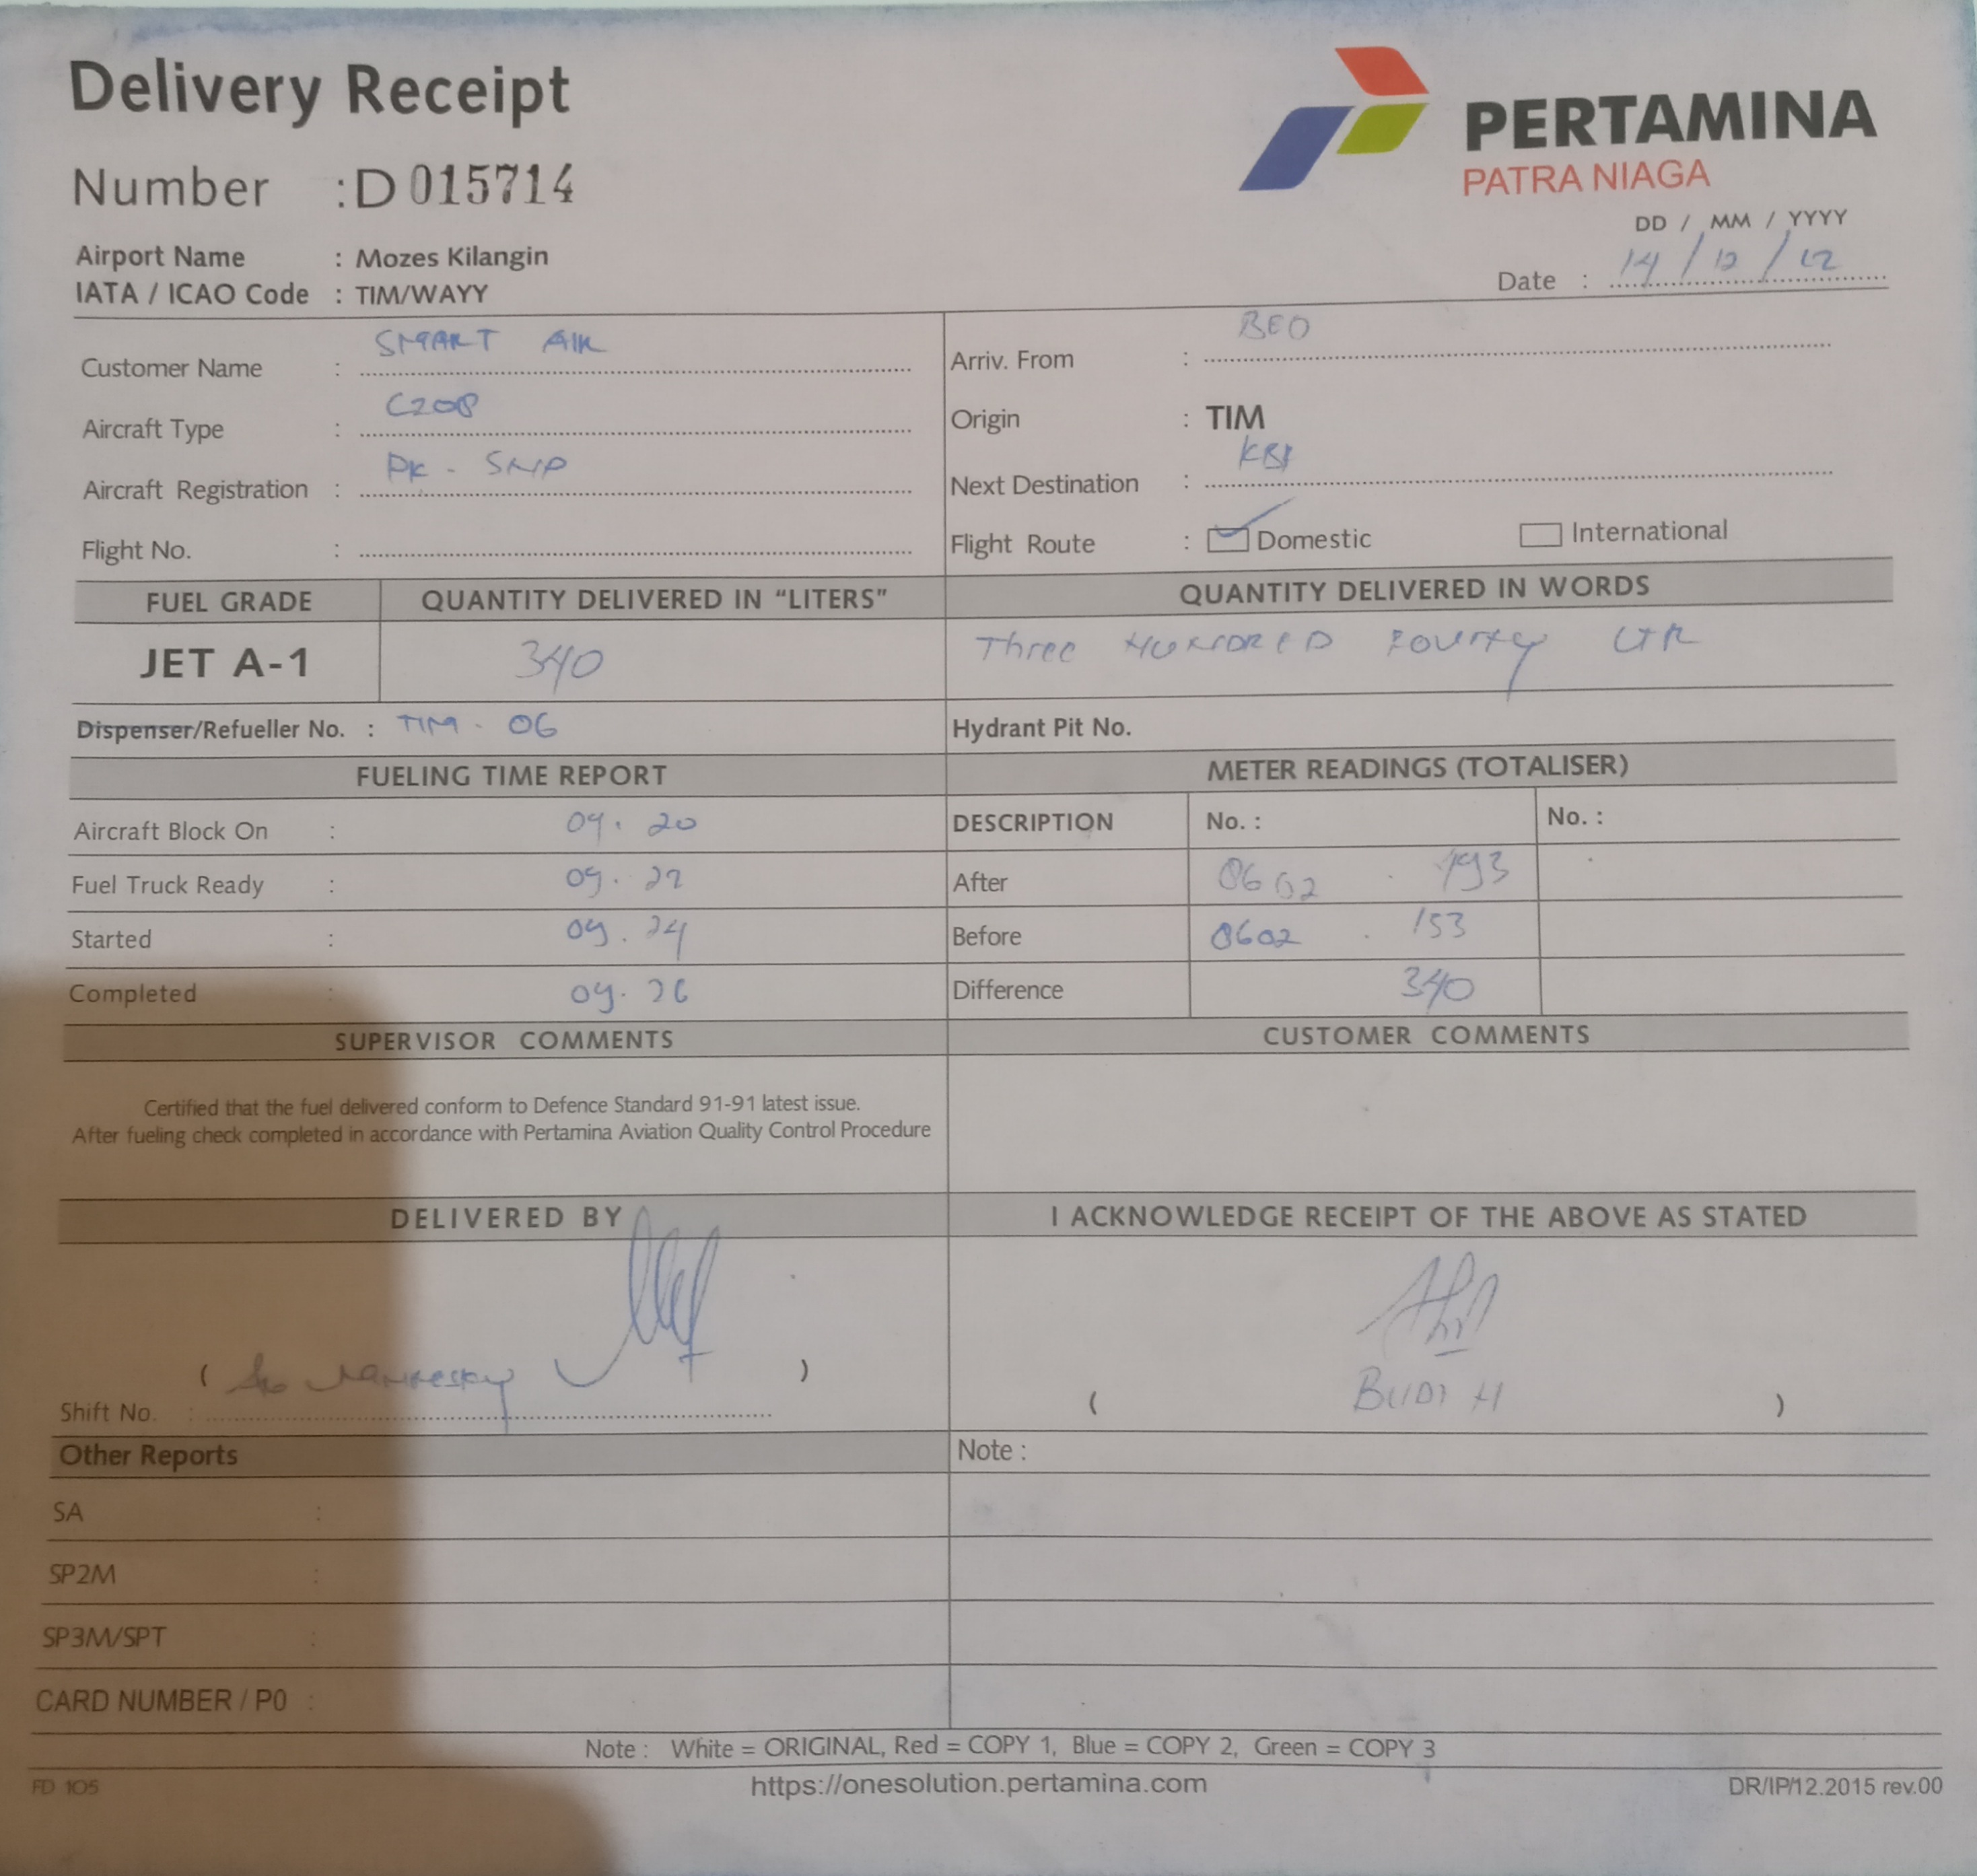 Delivery Receipt
PERTAMINA
PATRA NIAGA
Number : D 015714
DD / MM / YYYY
Airport Name : Mozes Kilangin
IATA / ICAO Code : TIM/WAYY
Date : 14 /
Customer Name : SMART AIR
Arriv. From : BEO
Aircraft Type : C208
Origin : TIM
Aircraft Registration : PK -
Next Destination :
Flight No. :
Flight Route : Domestic International
FUEL GRADE QUANTITY DELIVERED IN "LITERS" QUANTITY DELIVERED IN WORDS
JET A-1 340 Three HUNDRED FOURTY LTR
Dispenser/Refueller No. : TIM - 06 Hydrant Pit No.
FUELING TIME REPORT METER READINGS (TOTALISER)
Aircraft Block On : 09. 20 DESCRIPTION No. : No. :
Fuel Truck Ready : 09. 22 After 0602 .
Started : 09. 24 Before 0602 . 153
Completed : 09. 26 Difference 340
SUPERVISOR COMMENTS CUSTOMER COMMENTS
Certified that the fuel delivered conform to Defence Standard 91-91 latest issue.
After fueling check completed in accordance with Pertamina Aviation Quality Control Procedure
DELIVERED BY I ACKNOWLEDGE RECEIPT OF THE ABOVE AS STATED
( )
( BUDI H )
Shift No. :
Other Reports Note :
SA :
SP2M :
SP3M/SPT :
CARD NUMBER / P0 :
Note : White = ORIGINAL, Red = COPY 1, Blue = COPY 2, Green = COPY 3
FD 105 https://onesolution.pertamina.com DR/IP/12.2015 rev.00